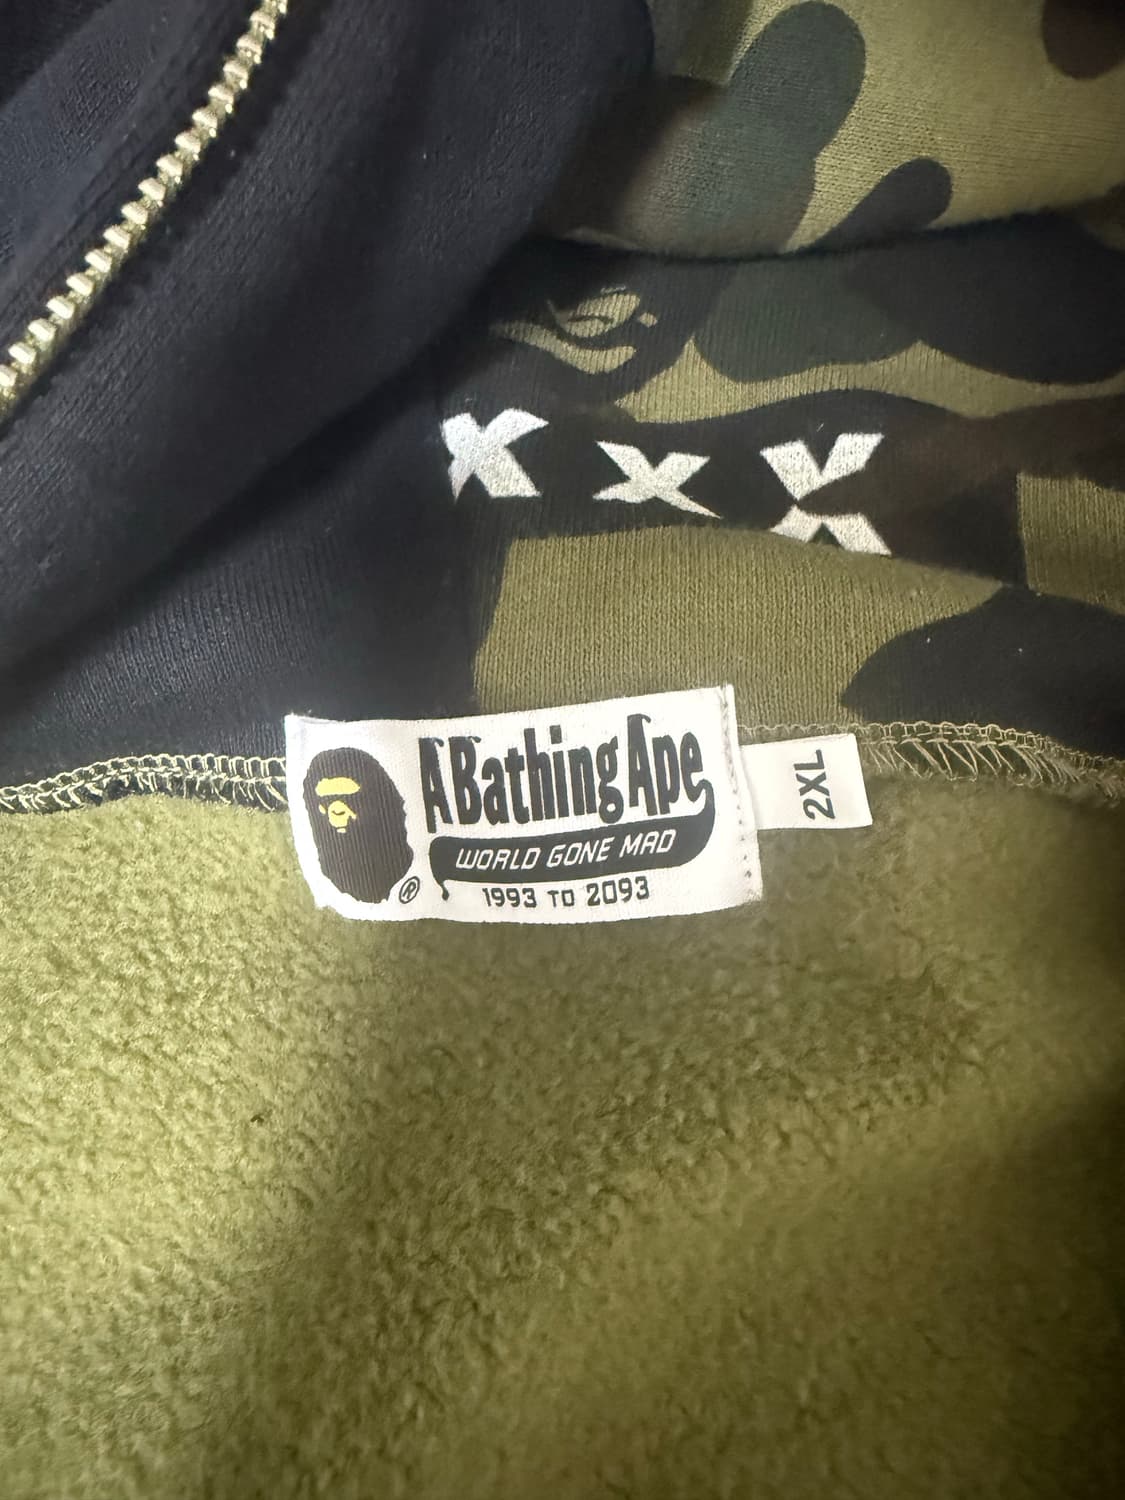 XXX
A Bathing Ape
WORLD GONE MAD
®
1993 TO 2093
2XL